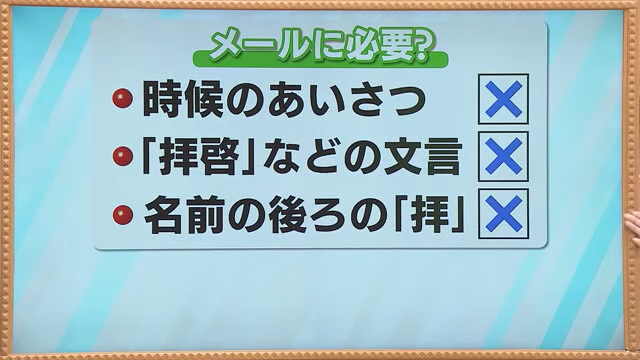 メールに必要?
時候のあいさつ ×
「拝啓」などの文言 ×
名前の後ろの「拝」 ×